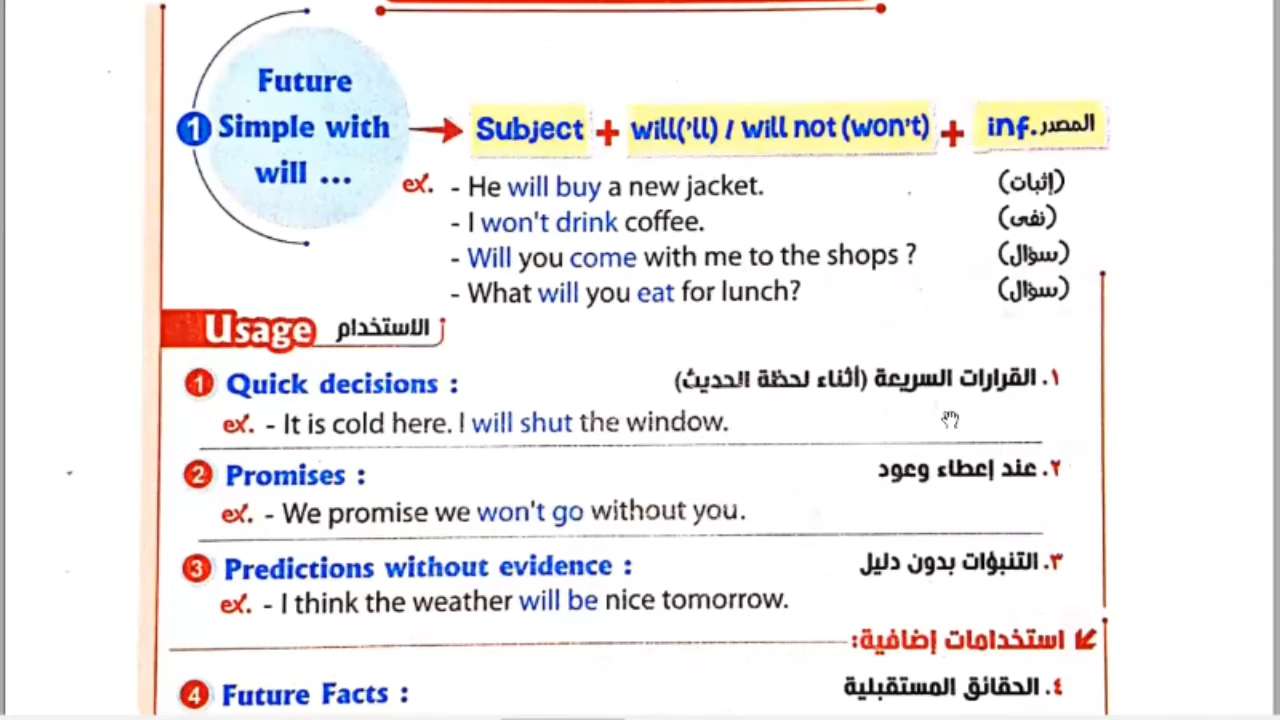 Future
1 Simple with
will ...
Subject + will('ll) / will not (won't) + inf. المصدر
ex. - He will buy a new jacket. (إثبات)
- I won't drink coffee. (نفى)
- Will you come with me to the shops ? (سؤال)
- What will you eat for lunch? (سؤال)
Usage الاستخدام
1 Quick decisions : ١. القرارات السريعة (أثناء لحظة الحديث)
ex. - It is cold here. I will shut the window.
2 Promises : ٢. عند إعطاء وعود
ex. - We promise we won't go without you.
3 Predictions without evidence : ٣. التنبؤات بدون دليل
ex. - I think the weather will be nice tomorrow.
استخدامات إضافية:
4 Future Facts : ٤. الحقائق المستقبلية